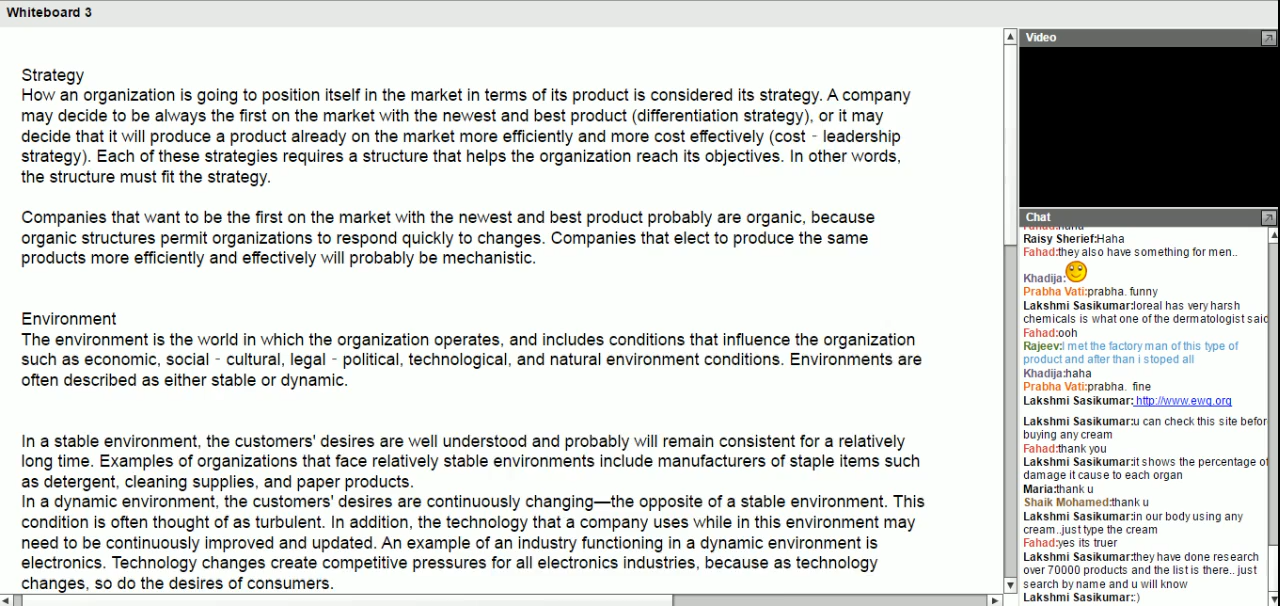 Whiteboard 3
Strategy
How an organization is going to position itself in the market in terms of its product is considered its strategy. A company
may decide to be always the first on the market with the newest and best product (differentiation strategy), or it may
decide that it will produce a product already on the market more efficiently and more cost effectively (cost - leadership
strategy). Each of these strategies requires a structure that helps the organization reach its objectives. In other words,
the structure must fit the strategy.
Companies that want to be the first on the market with the newest and best product probably are organic, because
organic structures permit organizations to respond quickly to changes. Companies that elect to produce the same
products more efficiently and effectively will probably be mechanistic.
Environment
The environment is the world in which the organization operates, and includes conditions that influence the organization
such as economic, social - cultural, legal - political, technological, and natural environment conditions. Environments are
often described as either stable or dynamic.
In a stable environment, the customers' desires are well understood and probably will remain consistent for a relatively
long time. Examples of organizations that face relatively stable environments include manufacturers of staple items such
as detergent, cleaning supplies, and paper products.
In a dynamic environment, the customers' desires are continuously changing—the opposite of a stable environment. This
condition is often thought of as turbulent. In addition, the technology that a company uses while in this environment may
need to be continuously improved and updated. An example of an industry functioning in a dynamic environment is
electronics. Technology changes create competitive pressures for all electronics industries, because as technology
changes, so do the desires of consumers.
Video
Chat
Fahad:haha
Raisy Sherief:Haha
Fahad:they also have something for men..
Khadija:
Prabha Vati:prabha. funny
Lakshmi Sasikumar:loreal has very harsh
chemicals is what one of the dermatologist said
Fahad:ooh
Rajeev:I met the factory man of this type of
product and after than i stoped all
Khadija:haha
Prabha Vati:prabha. fine
Lakshmi Sasikumar: http://www.ewg.org
Lakshmi Sasikumar:u can check this site befor
buying any cream
Fahad:thank you
Lakshmi Sasikumar:it shows the percentage of
damage it cause to each organ
Maria:thank u
Shaik Mohamed:thank u
Lakshmi Sasikumar:in our body using any
cream..just type the cream
Fahad:yes its truer
Lakshmi Sasikumar:they have done research
over 70000 products and the list is there.. just
search by name and u will know
Lakshmi Sasikumar::)